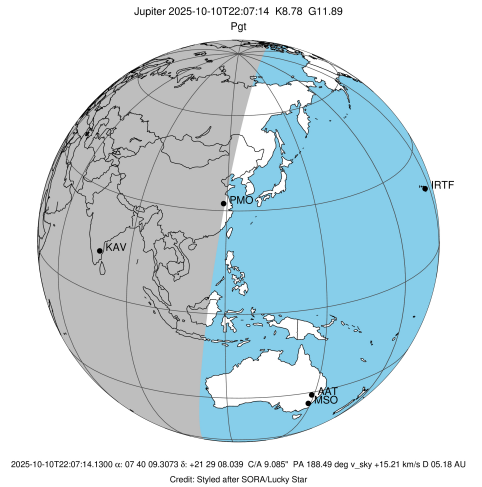 Jupiter 2025-10-10T22:07:14 K8.78 G11.89
Pgt
IRTF
PMO
KAV
AAT
MSO
2025-10-10T22:07:14.1300 α: 07 40 09.3073 δ: +21 29 08.039 C/A 9.085" PA 188.49 deg v_sky +15.21 km/s D 05.18 AU
Credit: Styled after SORA/Lucky Star